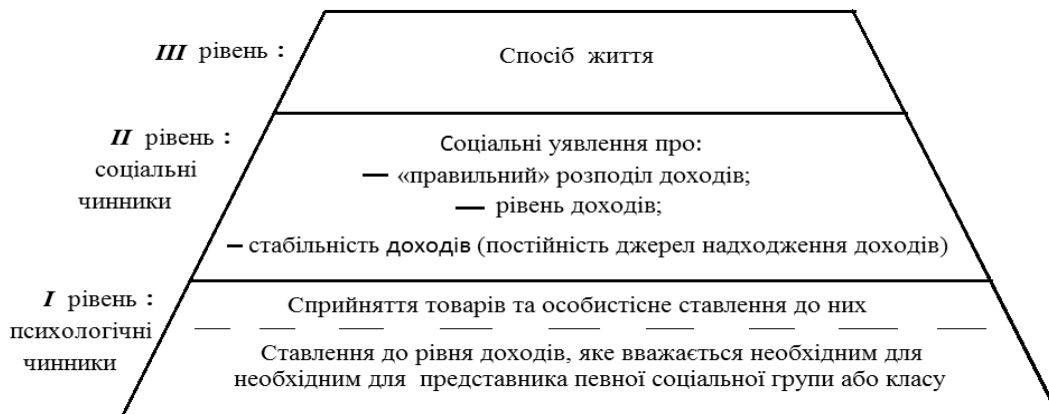 III рівень :
Спосіб життя
II рівень :
соціальні
чинники
Соціальні уявлення про:
— «правильний» розподіл доходів;
— рівень доходів;
– стабільність доходів (постійність джерел надходження доходів)
I рівень :
психологічні
чинники
Сприйняття товарів та особистісне ставлення до них
Ставлення до рівня доходів, яке вважається необхідним для
необхідним для представника певної соціальної групи або класу